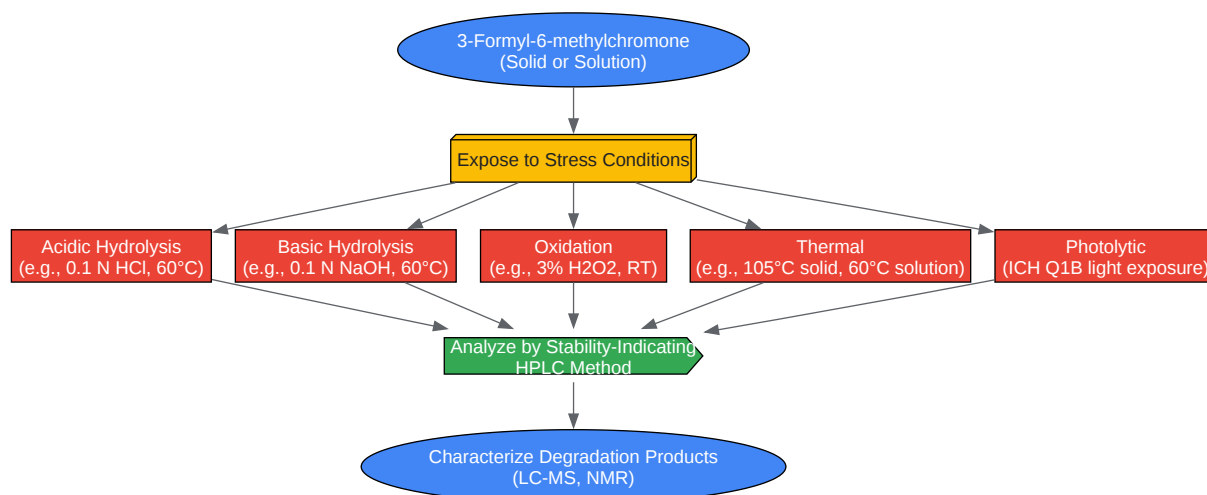 3-Formyl-6-methylchromone
(Solid or Solution)
Expose to Stress Conditions
Acidic Hydrolysis
(e.g., 0.1 N HCl, 60°C)
Basic Hydrolysis
(e.g., 0.1 N NaOH, 60°C)
Oxidation
(e.g., 3% H2O2, RT)
Thermal
(e.g., 105°C solid, 60°C solution)
Photolytic
(ICH Q1B light exposure)
Analyze by Stability-Indicating
HPLC Method
Characterize Degradation Products
(LC-MS, NMR)